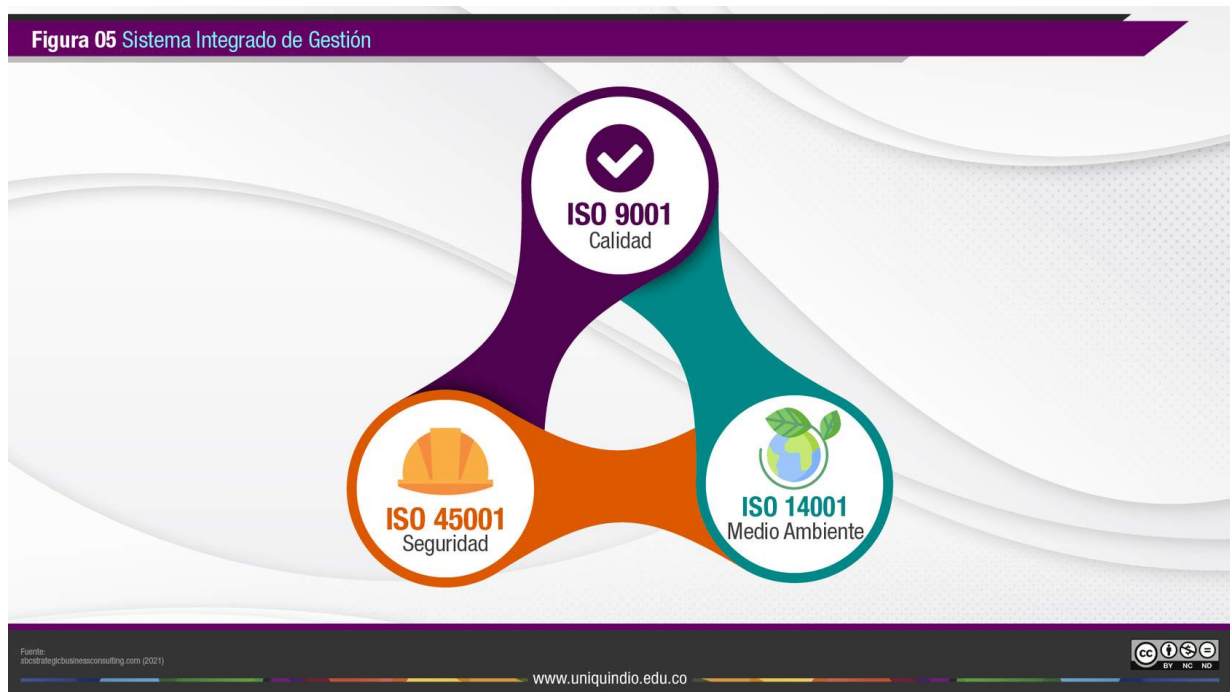 Figura 05 Sistema Integrado de Gestión
ISO 9001
Calidad
ISO 45001
Seguridad
ISO 14001
Medio Ambiente
Fuente:
sbcstrategicbusinessconsulting.com (2021)
www.uniquindio.edu.co
cc
BY NC ND